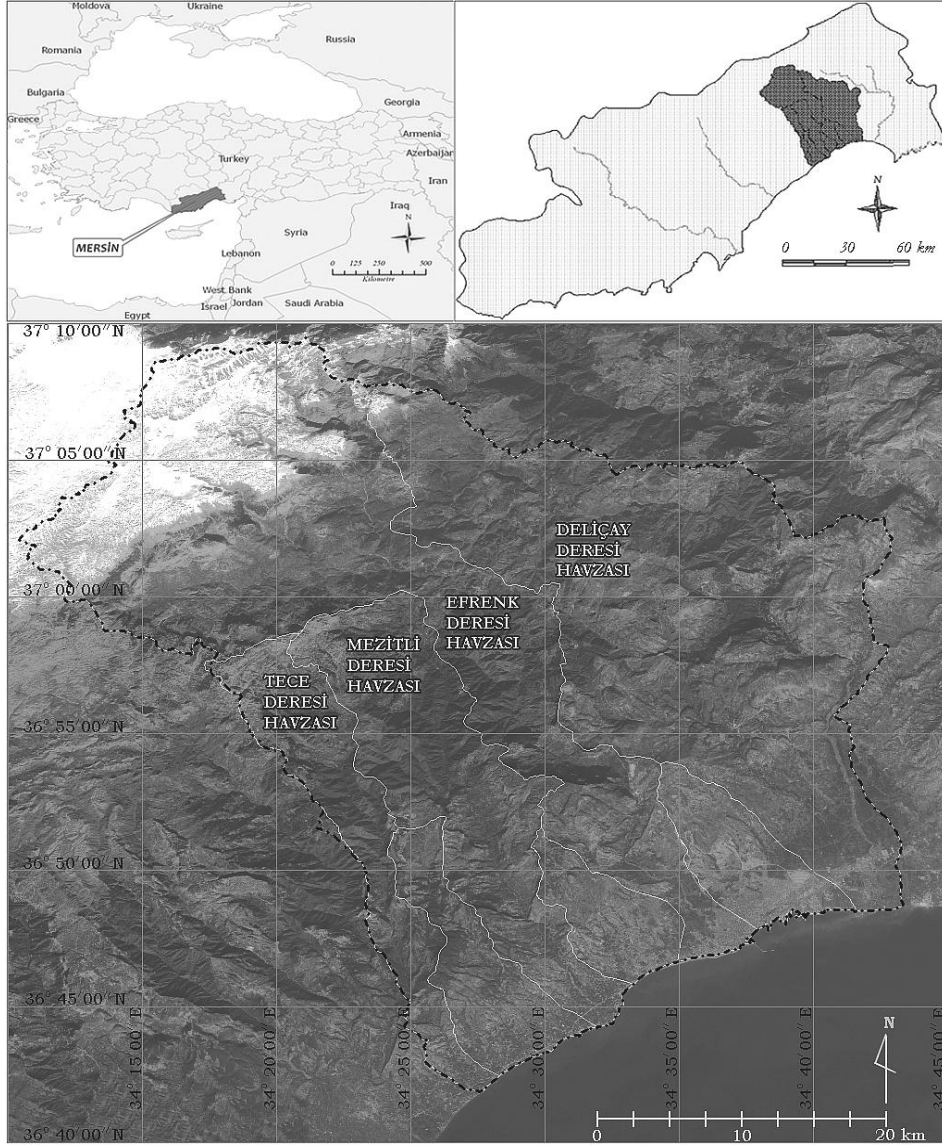 Moldova
Ukraine
Romania
Russia
Bulgaria
Georgia
Greece
Armenia
Azerbaijan
Turkey
Iran
Iraq
MERSİN
Syria
Lebanon
West Bank
Israel
Jordan
Saudi Arabia
Egypt
N
0 125 250 500
Kilometre
N
0 30 60 km
37° 10' 00'' N
37° 05' 00'' N
37° 00' 00'' N
36° 55' 00'' N
36° 50' 00'' N
36° 45' 00'' N
36° 40' 00'' N
DELİÇAY
DERESİ
HAVZASI
EFRENK
DERESİ
HAVZASI
MEZİTLİ
DERESİ
HAVZASI
TECE
DERESİ
HAVZASI
34° 15' 00'' E
34° 20' 00'' E
34° 25' 00'' E
34° 30' 00'' E
34° 35' 00'' E
34° 40' 00'' E
34° 45' 00'' E
N
0 10 20 km